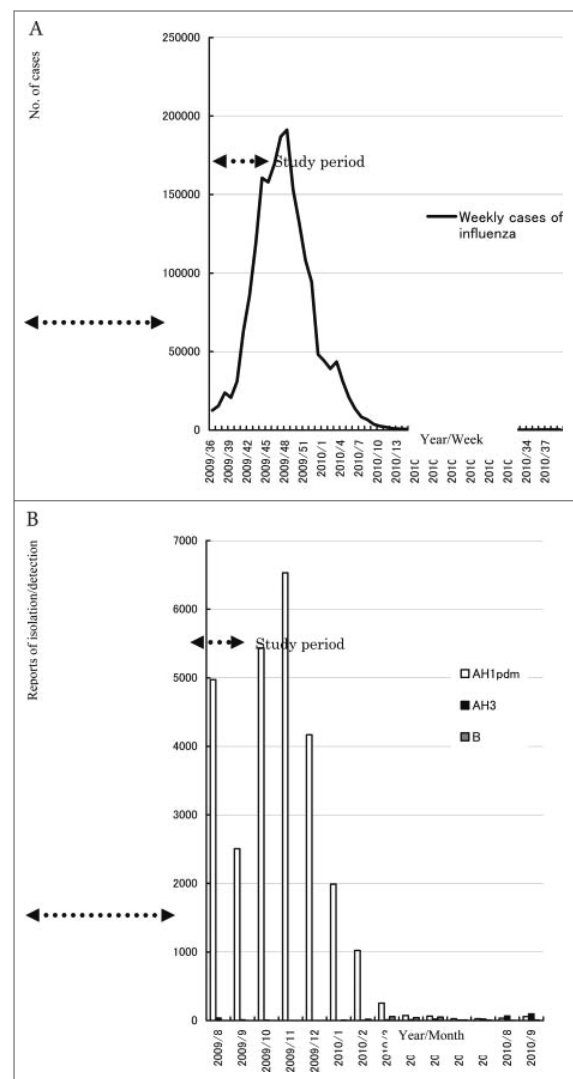 A
No. of cases
250000
200000
150000
100000
50000
0
Study period
Weekly cases of
influenza
2009/36
2009/39
2009/42
2009/45
2009/48
2009/51
2010/1
2010/4
2010/7
2010/10
2010/13
2010/34
2010/37
Year/Week
B
Reports of isolation/detection
7000
6000
5000
4000
3000
2000
1000
0
Study period
AH1pdm
AH3
B
2009/8
2009/9
2009/10
2009/11
2009/12
2010/1
2010/2
2010/8
2010/9
Year/Month